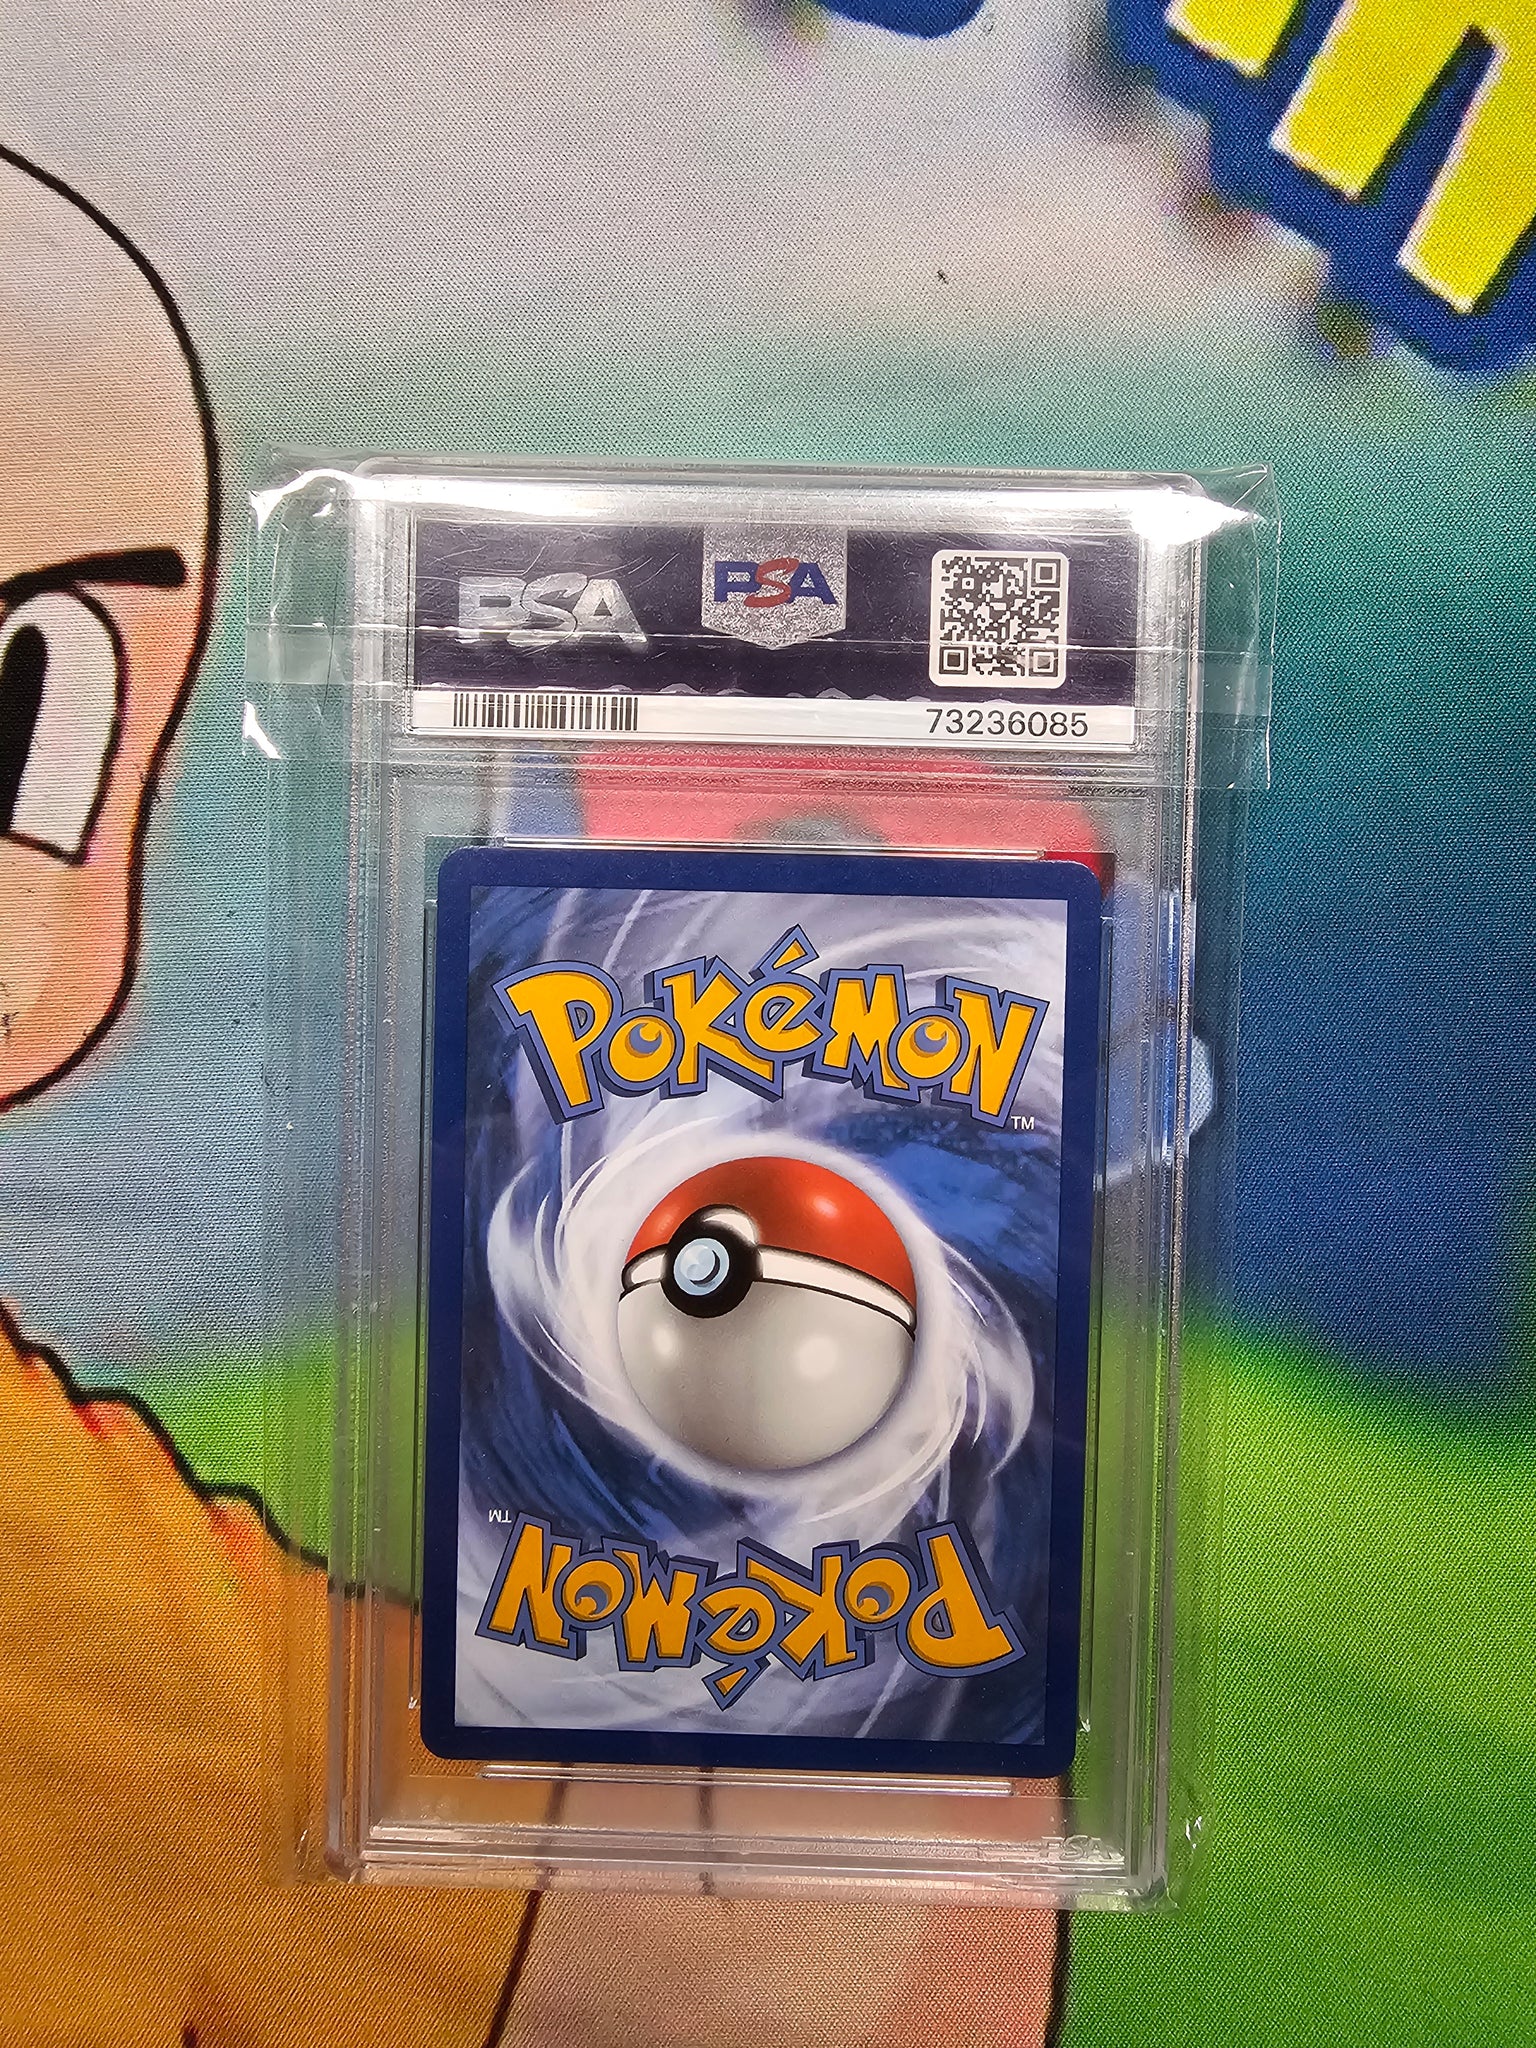 PSA PSA
73236085
POKéMON
TM
TM
POKéMON
PSA